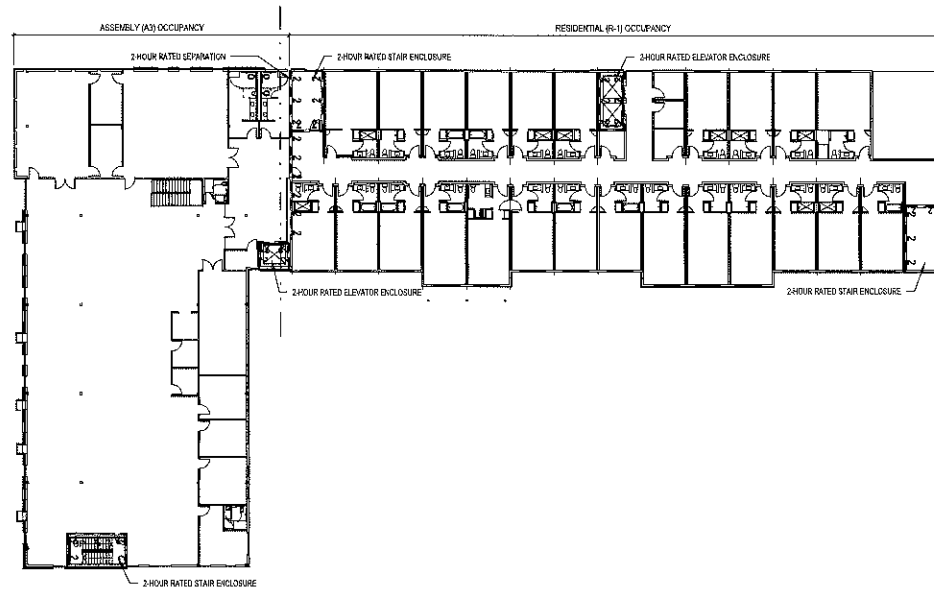 ASSEMBLY (A3) OCCUPANCY
RESIDENTIAL (R-1) OCCUPANCY
2-HOUR RATED SEPARATION
2-HOUR RATED STAIR ENCLOSURE
2-HOUR RATED ELEVATOR ENCLOSURE
2-HOUR RATED ELEVATOR ENCLOSURE
2-HOUR RATED STAIR ENCLOSURE
2-HOUR RATED STAIR ENCLOSURE